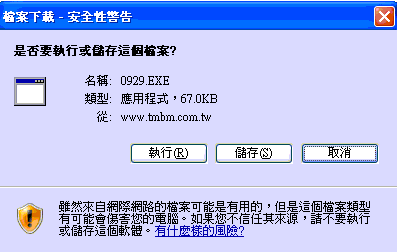 檔案下載 - 安全性警告
是否要執行或儲存這個檔案?
名稱: 0929.EXE
類型: 應用程式，67.0KB
從: www.tmbm.com.tw
執行(R)
儲存(S)
取消
雖然來自網際網路的檔案可能是有用的，但是這個檔案類型
有可能會傷害您的電腦。如果您不信任其來源，請不要執行
或儲存這個軟體。有什麼樣的風險?